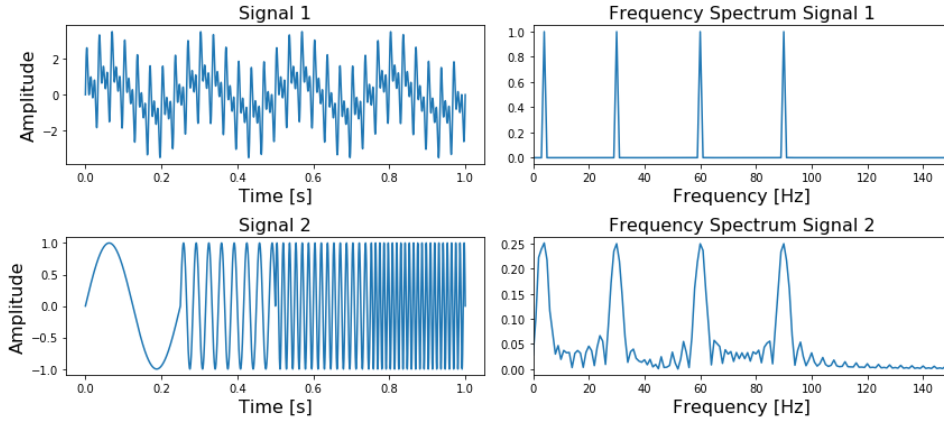 Signal 1
Amplitude
2
0
−2
0.0 0.2 0.4 0.6 0.8 1.0
Time [s]
Frequency Spectrum Signal 1
1.0
0.8
0.6
0.4
0.2
0.0
0 20 40 60 80 100 120 140
Frequency [Hz]
Signal 2
Amplitude
1.0
0.5
0.0
−0.5
−1.0
0.0 0.2 0.4 0.6 0.8 1.0
Time [s]
Frequency Spectrum Signal 2
0.25
0.20
0.15
0.10
0.05
0.00
0 20 40 60 80 100 120 140
Frequency [Hz]